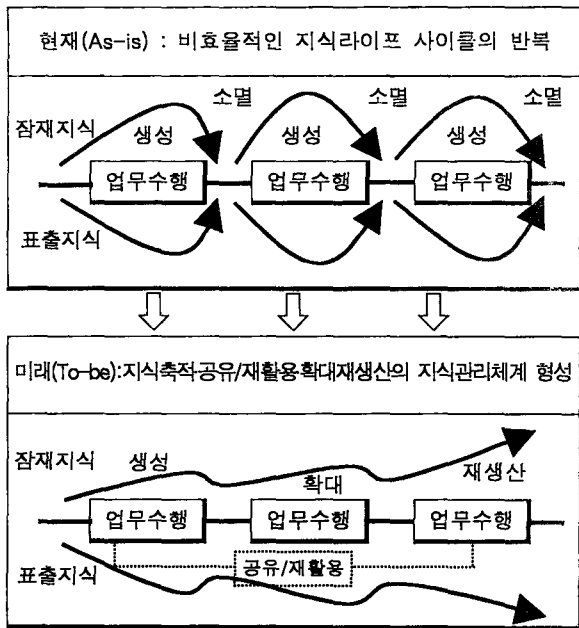 현재(As-is) : 비효율적인 지식라이프 사이틀의 반복
소멸 소멸 소멸
잠재지식 생성 생성 생성
업무수행 업무수행 업무수행
표출지식
미래(To-be):지식축적·공유/재활용·확대재생산의 지식관리체계 형성
잠재지식 생성 확대 재생산
업무수행 업무수행 업무수행
표출지식 공유/재활용